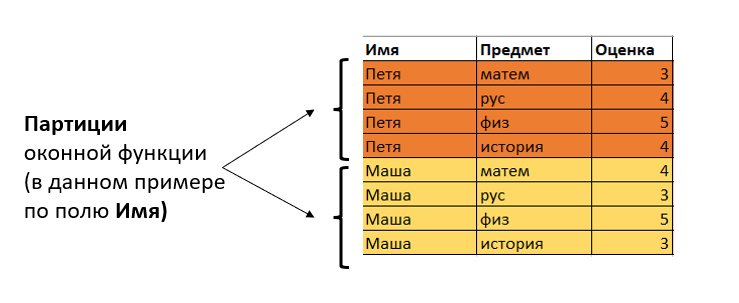 Партиции
оконной функции
(в данном примере
по полю Имя)
Имя Предмет Оценка
Петя матем 3
Петя рус 4
Петя физ 5
Петя история 4
Маша матем 4
Маша рус 3
Маша физ 5
Маша история 3